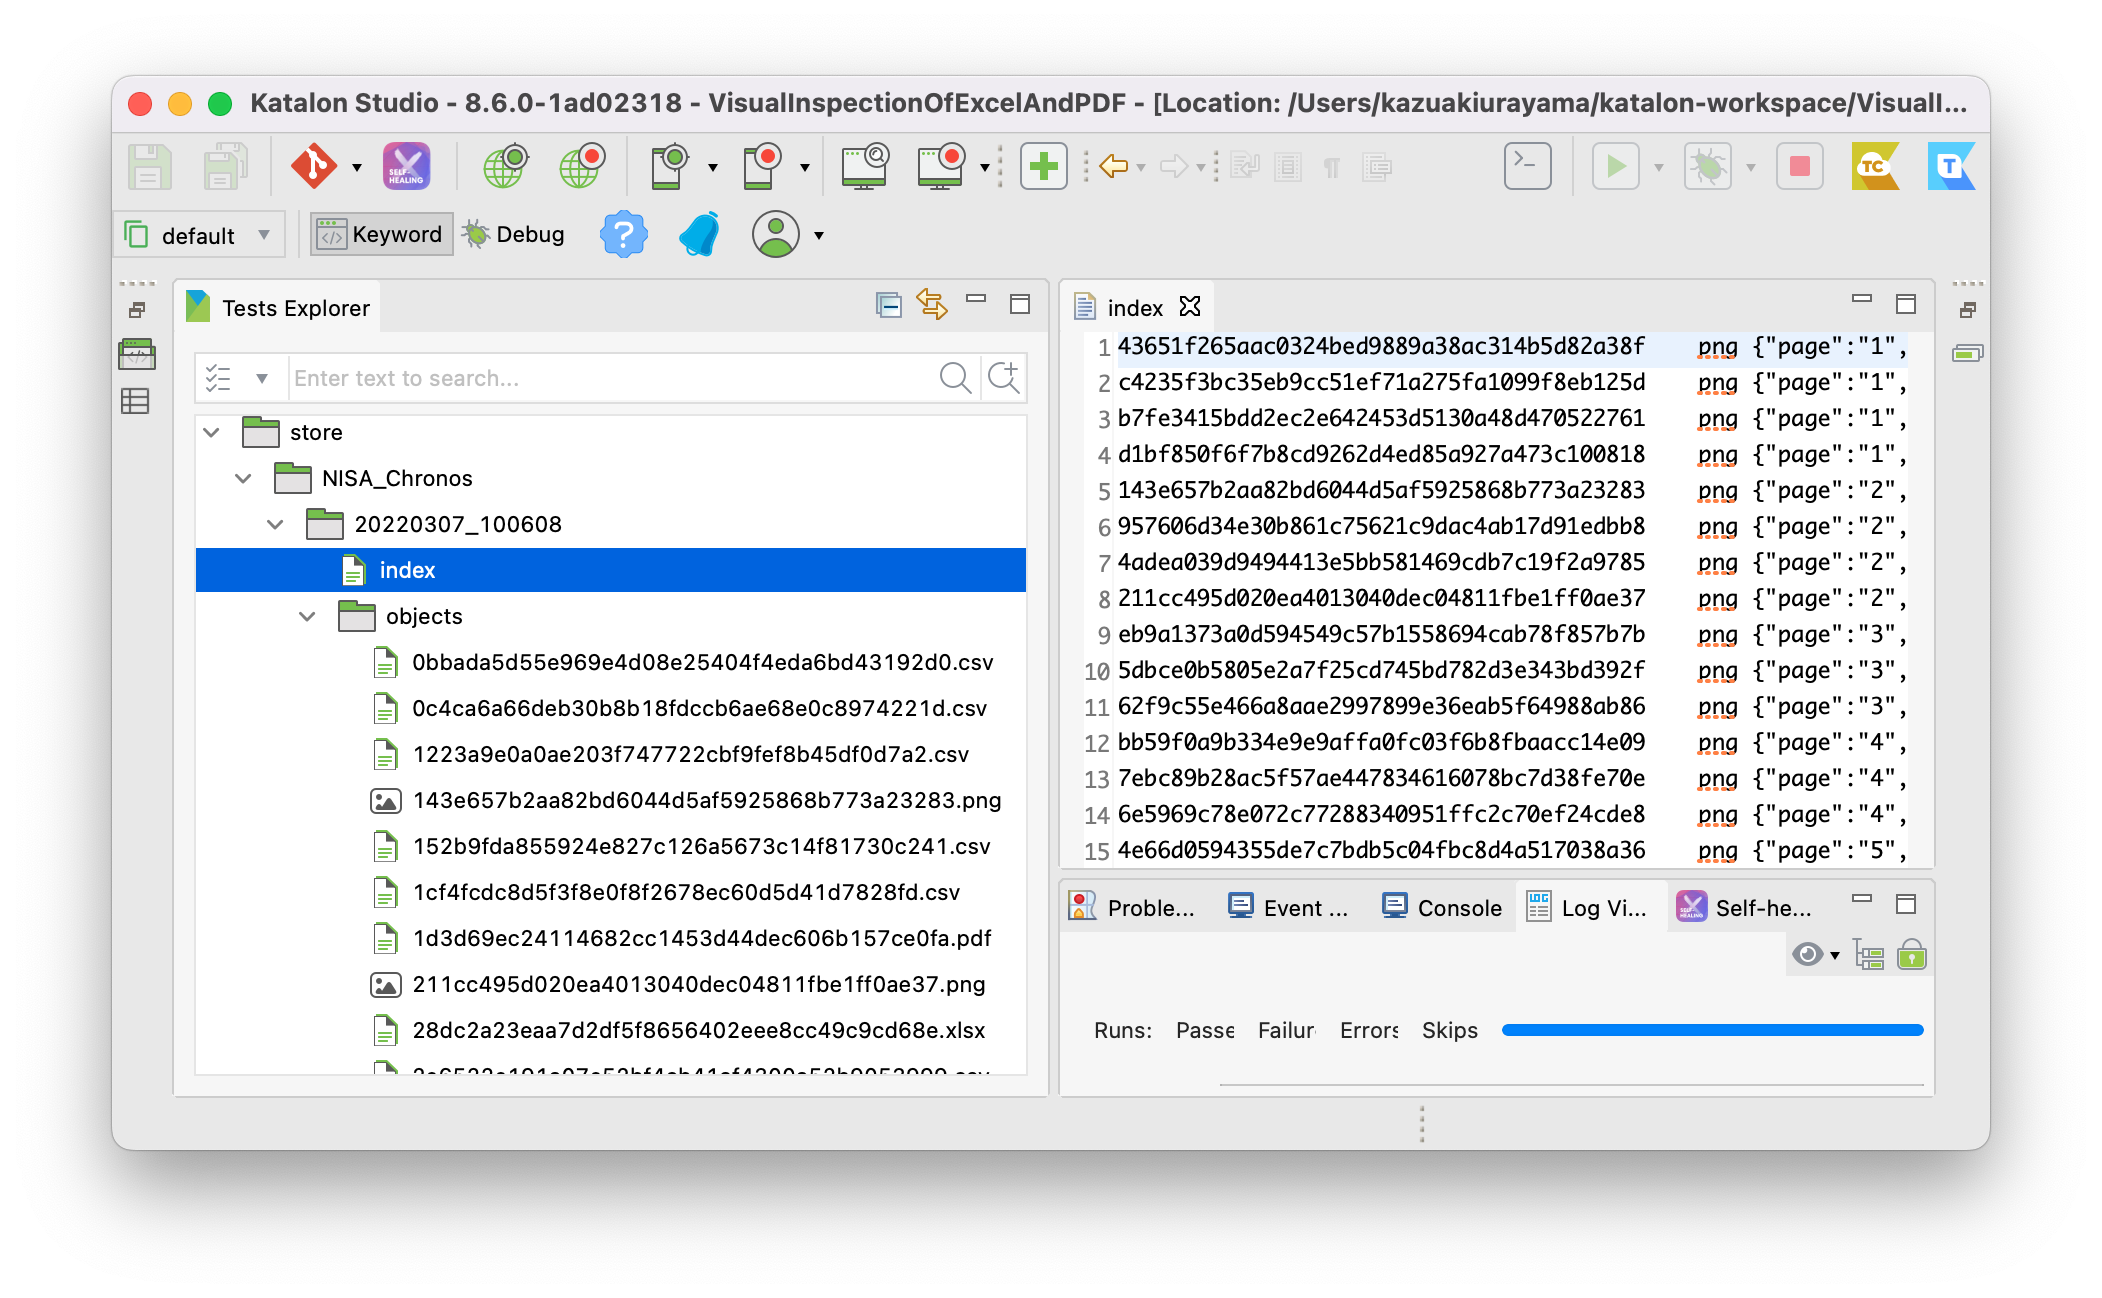 Katalon Studio - 8.6.0-1ad02318 - VisualInspectionOfExcelAndPDF - [Location: /Users/kazuakiurayama/katalon-workspace/VisualI...
SELF-HEALING
TC
T
default
Keyword
Debug
Tests Explorer
Enter text to search...
store
NISA_Chronos
20220307_100608
index
objects
0bbada5d55e969e4d08e25404f4eda6bd43192d0.csv
0c4ca6a66deb30b8b18fdccb6ae68e0c8974221d.csv
1223a9e0a0ae203f747722cbf9fef8b45df0d7a2.csv
143e657b2aa82bd6044d5af5925868b773a23283.png
152b9fda855924e827c126a5673c14f81730c241.csv
1cf4fcdc8d5f3f8e0f8f2678ec60d5d41d7828fd.csv
1d3d69ec24114682cc1453d44dec606b157ce0fa.pdf
211cc495d020ea4013040dec04811fbe1ff0ae37.png
28dc2a23eaa7d2df5f8656402eee8cc49c9cd68e.xlsx
index
1 43651f265aac0324bed9889a38ac314b5d82a38f png {"page":"1",
2 c4235f3bc35eb9cc51ef71a275fa1099f8eb125d png {"page":"1",
3 b7fe3415bdd2ec2e642453d5130a48d470522761 png {"page":"1",
4 d1bf850f6f7b8cd9262d4ed85a927a473c100818 png {"page":"1",
5 143e657b2aa82bd6044d5af5925868b773a23283 png {"page":"2",
6 957606d34e30b861c75621c9dac4ab17d91edbb8 png {"page":"2",
7 4adea039d9494413e5bb581469cdb7c19f2a9785 png {"page":"2",
8 211cc495d020ea4013040dec04811fbe1ff0ae37 png {"page":"2",
9 eb9a1373a0d594549c57b1558694cab78f857b7b png {"page":"3",
10 5dbce0b5805e2a7f25cd745bd782d3e343bd392f png {"page":"3",
11 62f9c55e466a8aae2997899e36eab5f64988ab86 png {"page":"3",
12 bb59f0a9b334e9e9affa0fc03f6b8fbaacc14e09 png {"page":"4",
13 7ebc89b28ac5f57ae447834616078bc7d38fe70e png {"page":"4",
14 6e5969c78e072c77288340951ffc2c70ef24cde8 png {"page":"4",
15 4e66d0594355de7c7bdb5c04fbc8d4a517038a36 png {"page":"5",
Proble... Event ... Console Log Vi... Self-he...
Runs: Passe Failur Errors Skips